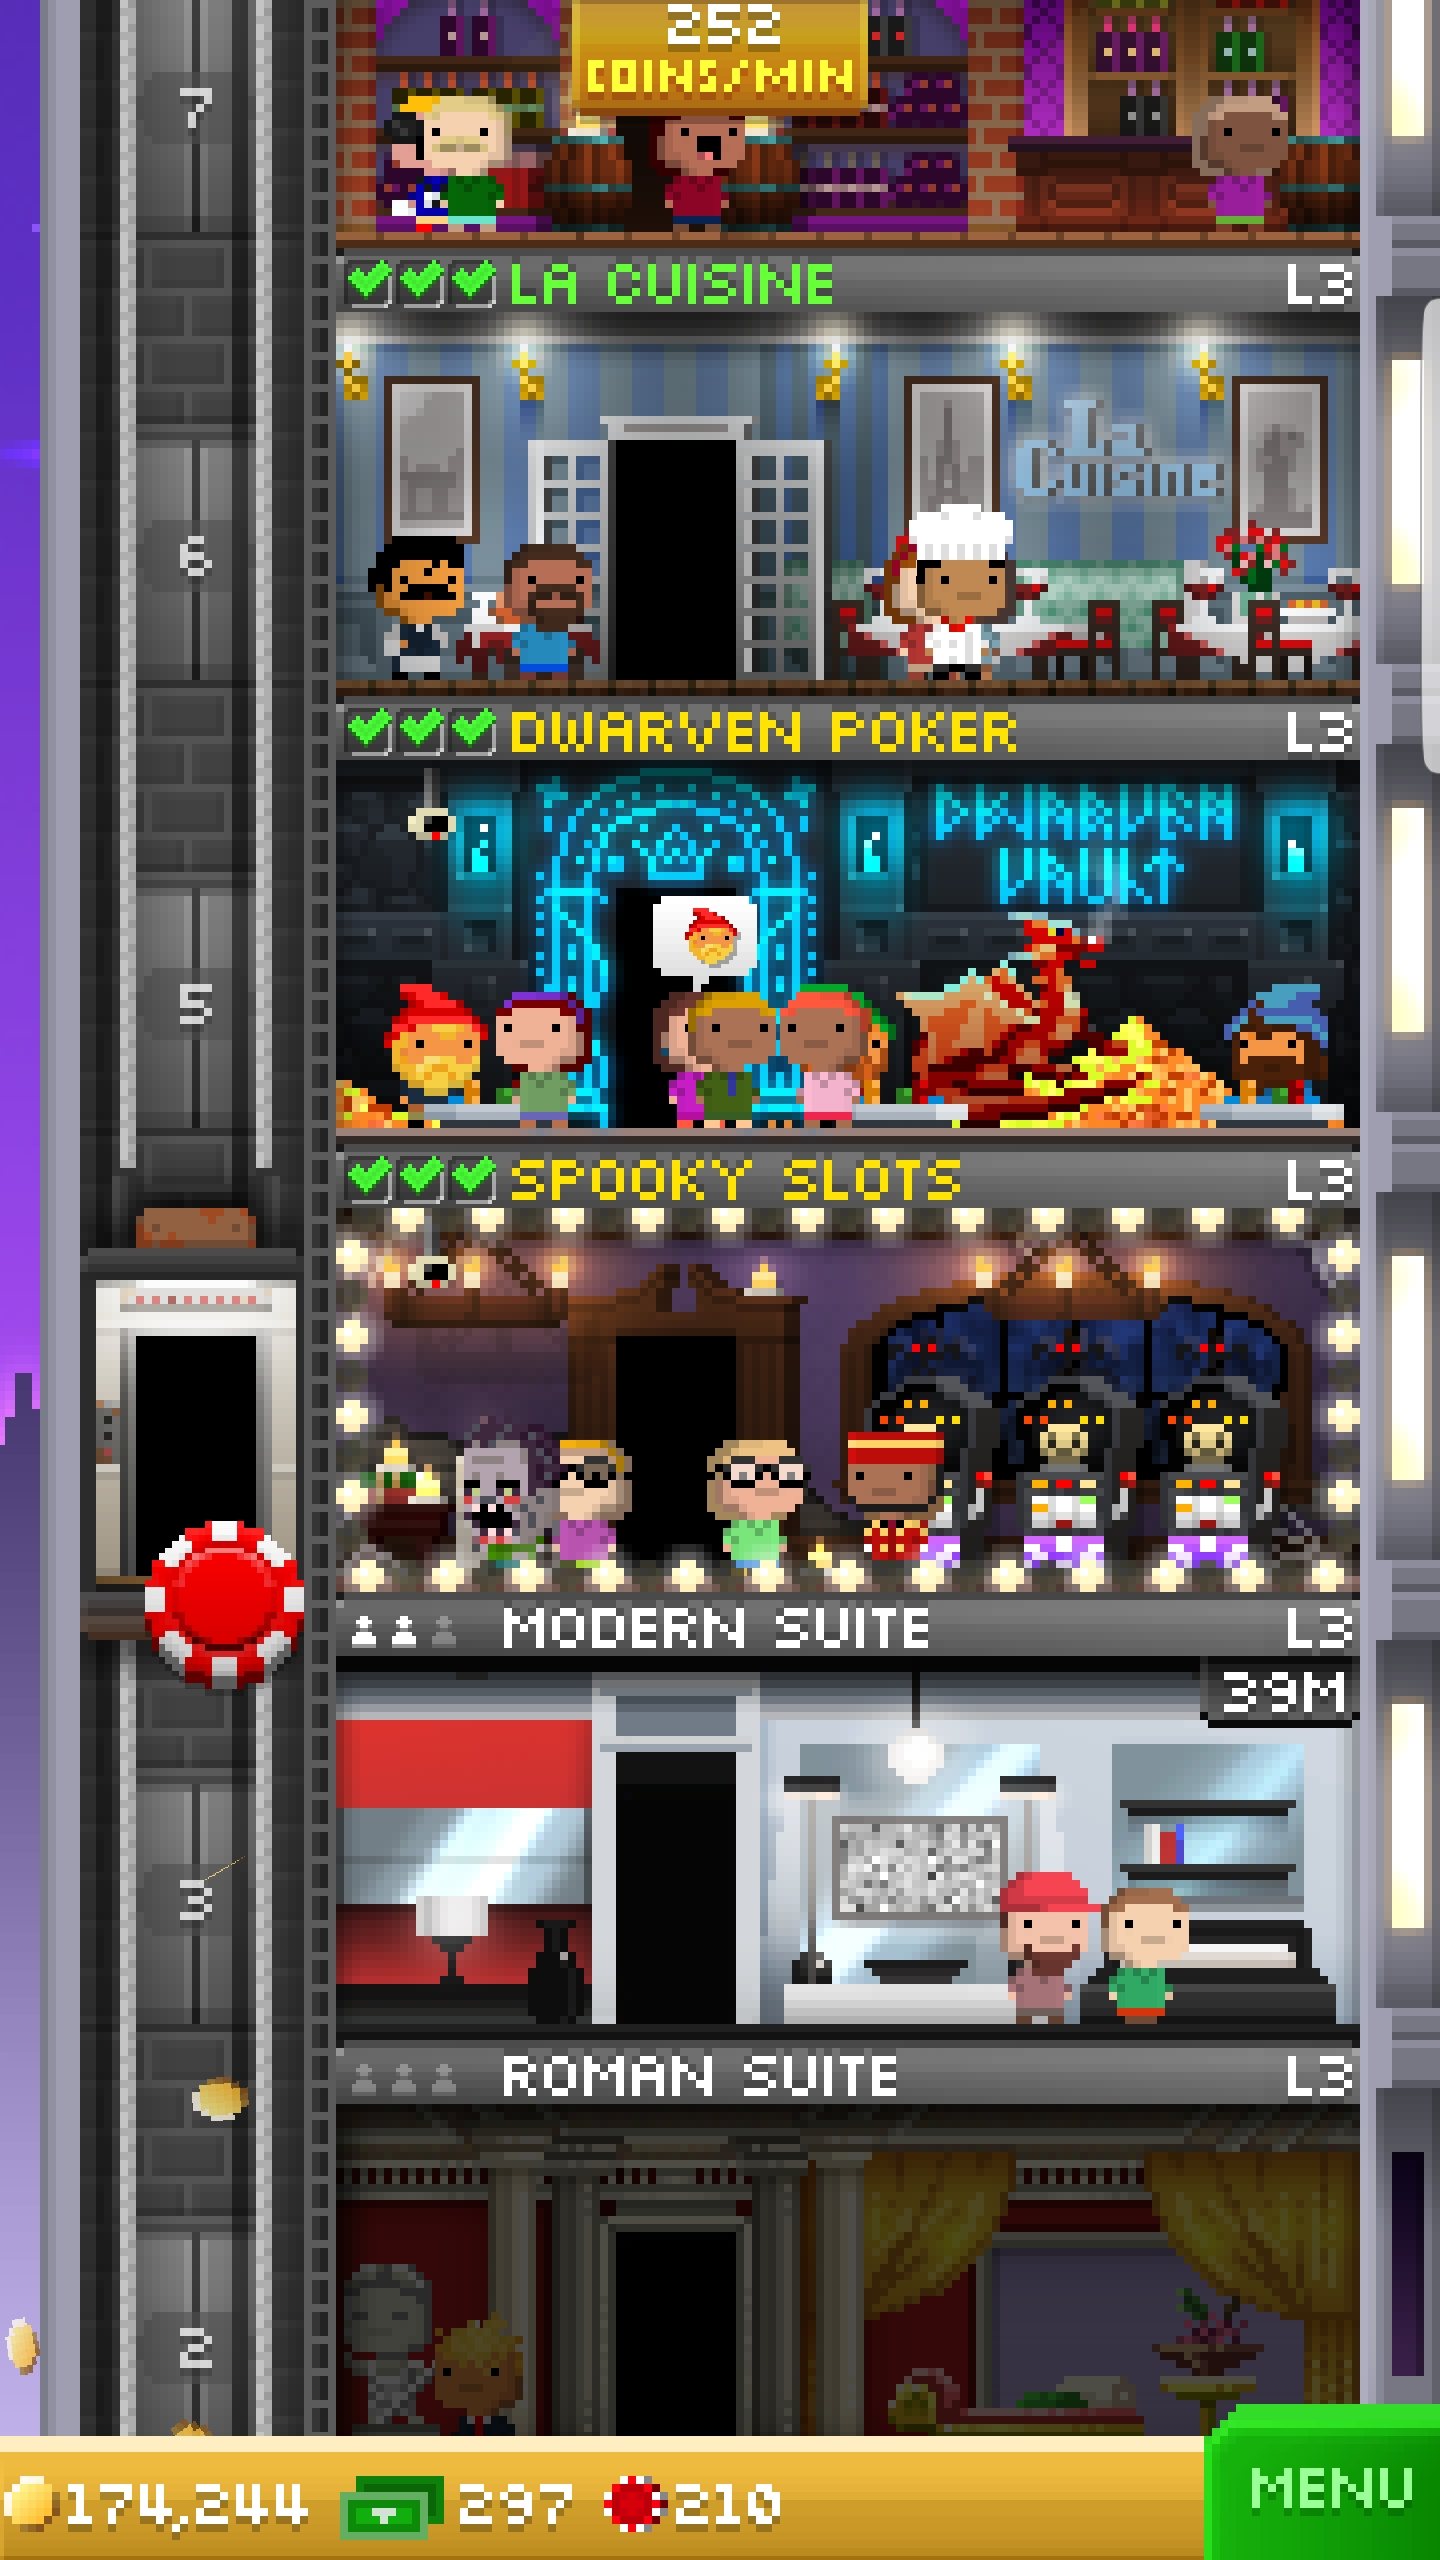 252
COINS/MIN
7
LA CUISINE L3
La
Cuisine
6
DWARVEN POKER L3
DWARVEN
VAULT
5
SPOOKY SLOTS L3
MODERN SUITE L3
39M
3
ROMAN SUITE L3
2
174,244 297 210
MENU